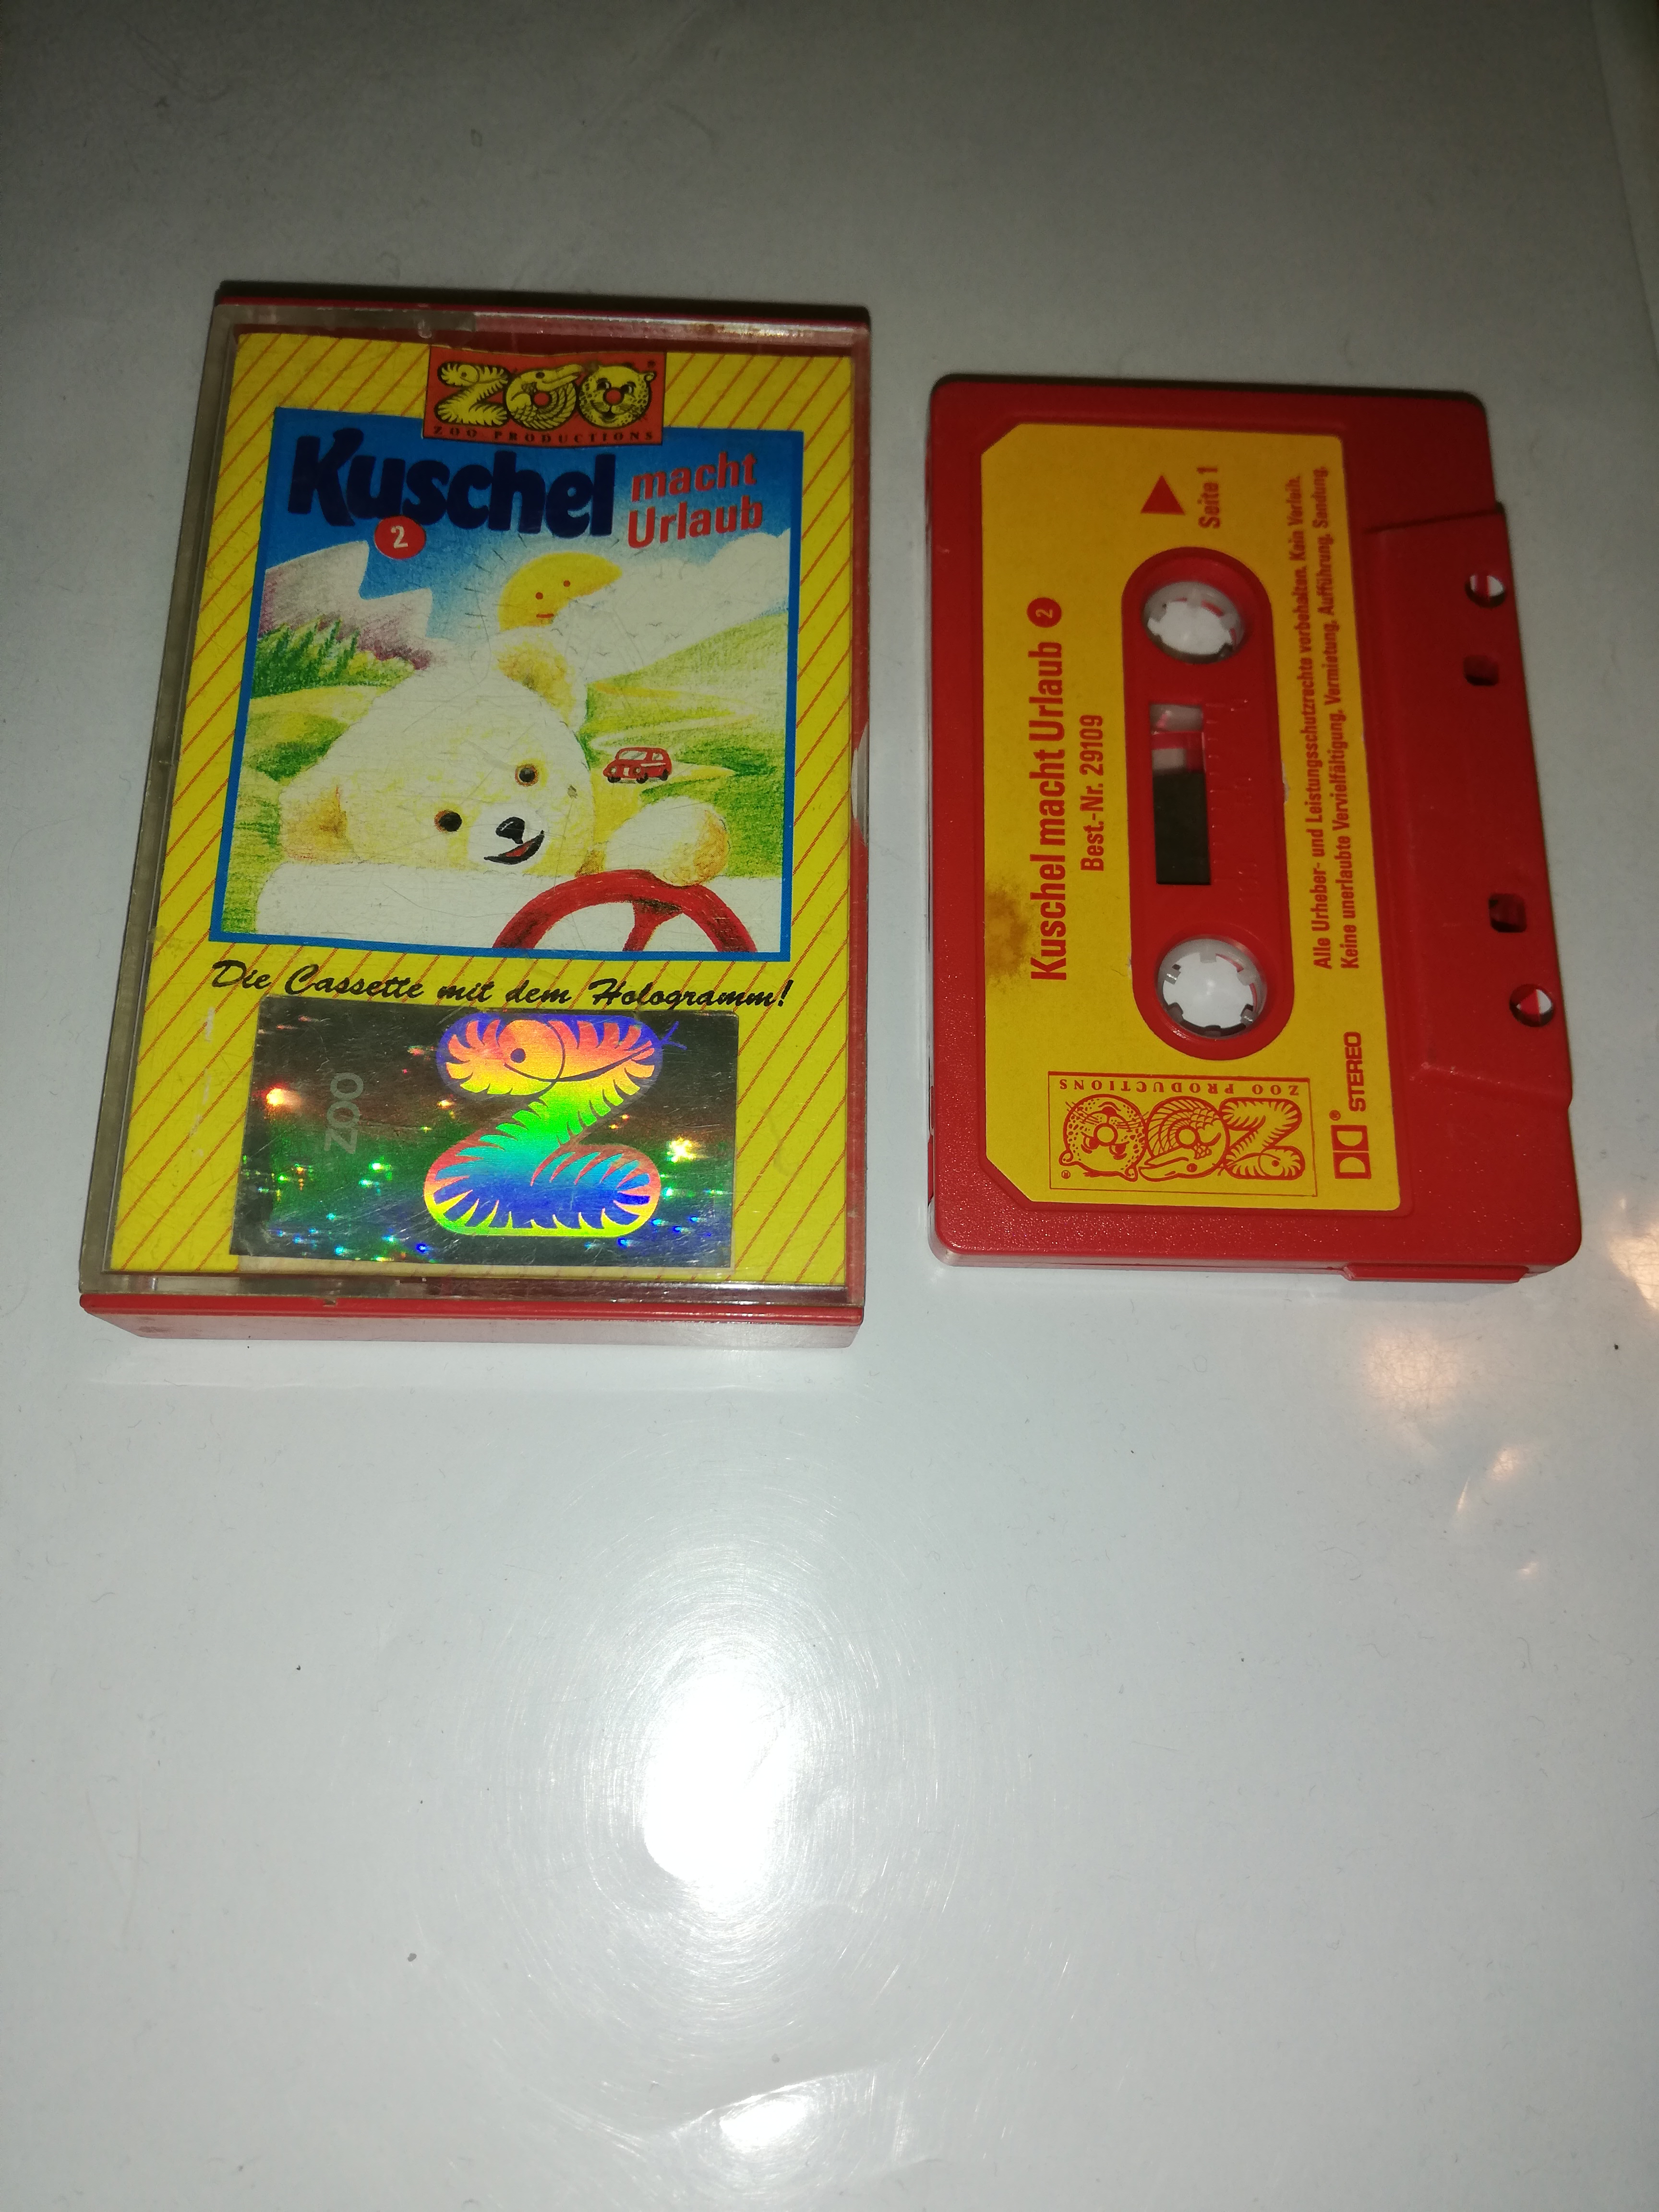 ZOO®
ZOO PRODUCTIONS
Kuschel
macht
Urlaub
2
Die Cassette mit dem Hologramm!
ZOO
Z
Kuschel macht Urlaub 2
Best.-Nr. 29109
Seite 1
Alle Urheber- und Leistungsschutzrechte vorbehalten. Kein Verleih.
Keine unerlaubte Vervielfältigung, Vermietung, Aufführung, Sendung.
ZOO®
ZOO PRODUCTIONS
® STEREO